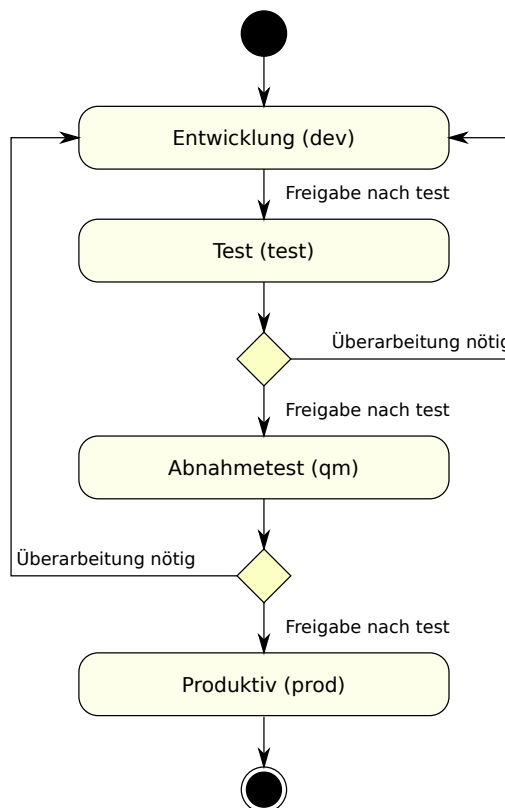 Entwicklung (dev)
Freigabe nach test
Test (test)
Überarbeitung nötig
Freigabe nach test
Abnahmetest (qm)
Überarbeitung nötig
Freigabe nach test
Produktiv (prod)